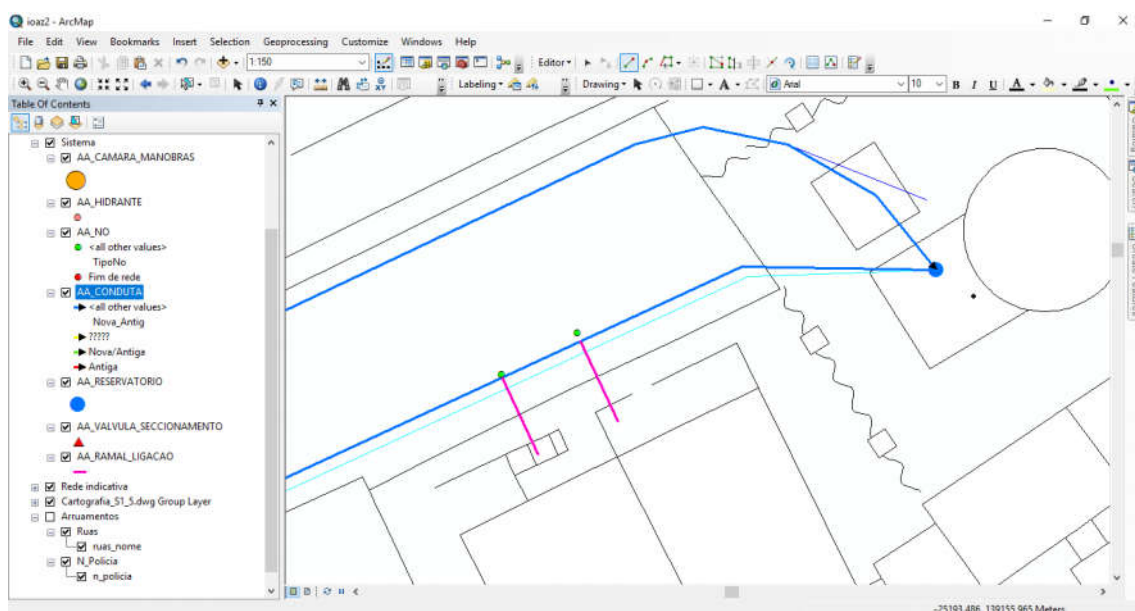 ioaz2 - ArcMap
File Edit View Bookmarks Insert Selection Geoprocessing Customize Windows Help
1:150 Editor
Labeling Drawing A Arial 10 B I U A
Table Of Contents
Sistema
AA_CAMARA_MANOBRAS
AA_HIDRANTE
AA_NO
<all other values>
TipoNo
Fim de rede
AA_CONDUTA
<all other values>
Nova_Antig
?????
Nova/Antiga
Antiga
AA_RESERVATORIO
AA_VALVULA_SECCIONAMENTO
AA_RAMAL_LIGACAO
Rede indicativa
Cartografia_S1_5.dwg Group Layer
Arruamentos
Ruas
ruas_nome
N_Policia
n_policia
-25193,486 139155,965 Meters